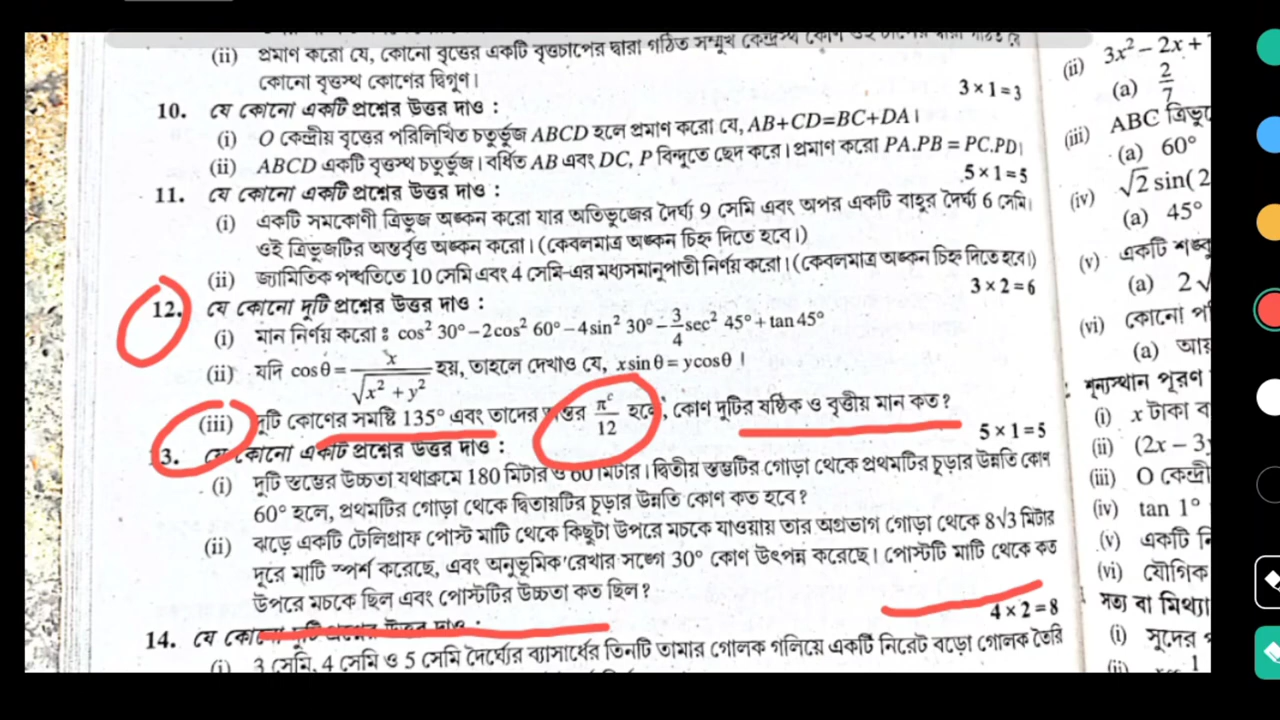 (ii) প্রমাণ করো যে, কোনো বৃত্তের একটি বৃত্তচাপের দ্বারা গঠিত সম্মুখ কেন্দ্রস্থ কোণ ওই চাপের দ্বারা গঠিত যে
কোনো বৃত্তস্থ কোণের দ্বিগুণ।
3 × 1 = 3
10. যে কোনো একটি প্রশ্নের উত্তর দাও :
(i) O কেন্দ্রীয় বৃত্তের পরিলিখিত চতুর্ভুজ ABCD হলে প্রমাণ করো যে, AB+CD=BC+DA।
(ii) ABCD একটি বৃত্তস্থ চতুর্ভুজ। বর্ধিত AB এবং DC, P বিন্দুতে ছেদ করে। প্রমাণ করো PA.PB = PC.PD।
5 × 1 = 5
11. যে কোনো একটি প্রশ্নের উত্তর দাও :
(i) একটি সমকোণী ত্রিভুজ অঙ্কন করো যার অতিভুজের দৈর্ঘ্য 9 সেমি এবং অপর একটি বাহুর দৈর্ঘ্য 6 সেমি।
ওই ত্রিভুজটির অন্তর্বৃত্ত অঙ্কন করো। (কেবলমাত্র অঙ্কন চিহ্ন দিতে হবে।)
(ii) জ্যামিতিক পদ্ধতিতে 10 সেমি এবং 4 সেমি-এর মধ্যসমানুপাতী নির্ণয় করো। (কেবলমাত্র অঙ্কন চিহ্ন দিতে হবে।)
3 × 2 = 6
12. যে কোনো দুটি প্রশ্নের উত্তর দাও :
(i) মান নির্ণয় করো : cos² 30° – 2cos² 60° – 4sin² 30° – 3/4 sec² 45° + tan 45°
(ii) যদি cosθ = x/√(x² + y²) হয়, তাহলে দেখাও যে, x sin θ = y cos θ ।
(iii) দুটি কোণের সমষ্টি 135° এবং তাদের অন্তর πᶜ/12 হলে, কোণ দুটির ষষ্ঠিক ও বৃত্তীয় মান কত?
5 × 1 = 5
13. যে কোনো একটি প্রশ্নের উত্তর দাও :
(i) দুটি স্তম্ভের উচ্চতা যথাক্রমে 180 মিটার ও 60 মিটার। দ্বিতীয় স্তম্ভটির গোড়া থেকে প্রথমটির চূড়ার উন্নতি কোণ
60° হলে, প্রথমটির গোড়া থেকে দ্বিতীয়টির চূড়ার উন্নতি কোণ কত হবে?
(ii) ঝড়ে একটি টেলিগ্রাফ পোস্ট মাটি থেকে কিছুটা উপরে মচকে যাওয়ায় তার অগ্রভাগ গোড়া থেকে 8√3 মিটার
দূরে মাটি স্পর্শ করেছে, এবং অনুভূমিক রেখার সঙ্গে 30° কোণ উৎপন্ন করেছে। পোস্টটি মাটি থেকে কত
উপরে মচকে ছিল এবং পোস্টটির উচ্চতা কত ছিল?
4 × 2 = 8
14. যে কোনো দুটি প্রশ্নের উত্তর দাও :
(i) 3 সেমি, 4 সেমি ও 5 সেমি দৈর্ঘ্যের ব্যাসার্ধের তিনটি তামার গোলক গলিয়ে একটি নিরেট বড়ো গোলক তৈরি
(ii) 3x² – 2x +
(a) 2/7
(iii) ABC
(a) 60°
(iv) √2 sin( 2
(a) 45°
(v) একটি
(a) 2√
(vi) কোনো
(a)
শূন্যস্থান পূরণ
(i) x টাকা
(ii) (2x – 3
(iii) O কেন্দ্রী
(iv) tan 1°
(v) একটি
(vi) যৌগিক
সত্য বা মিথ্যা
(i) সুদের
(ii)